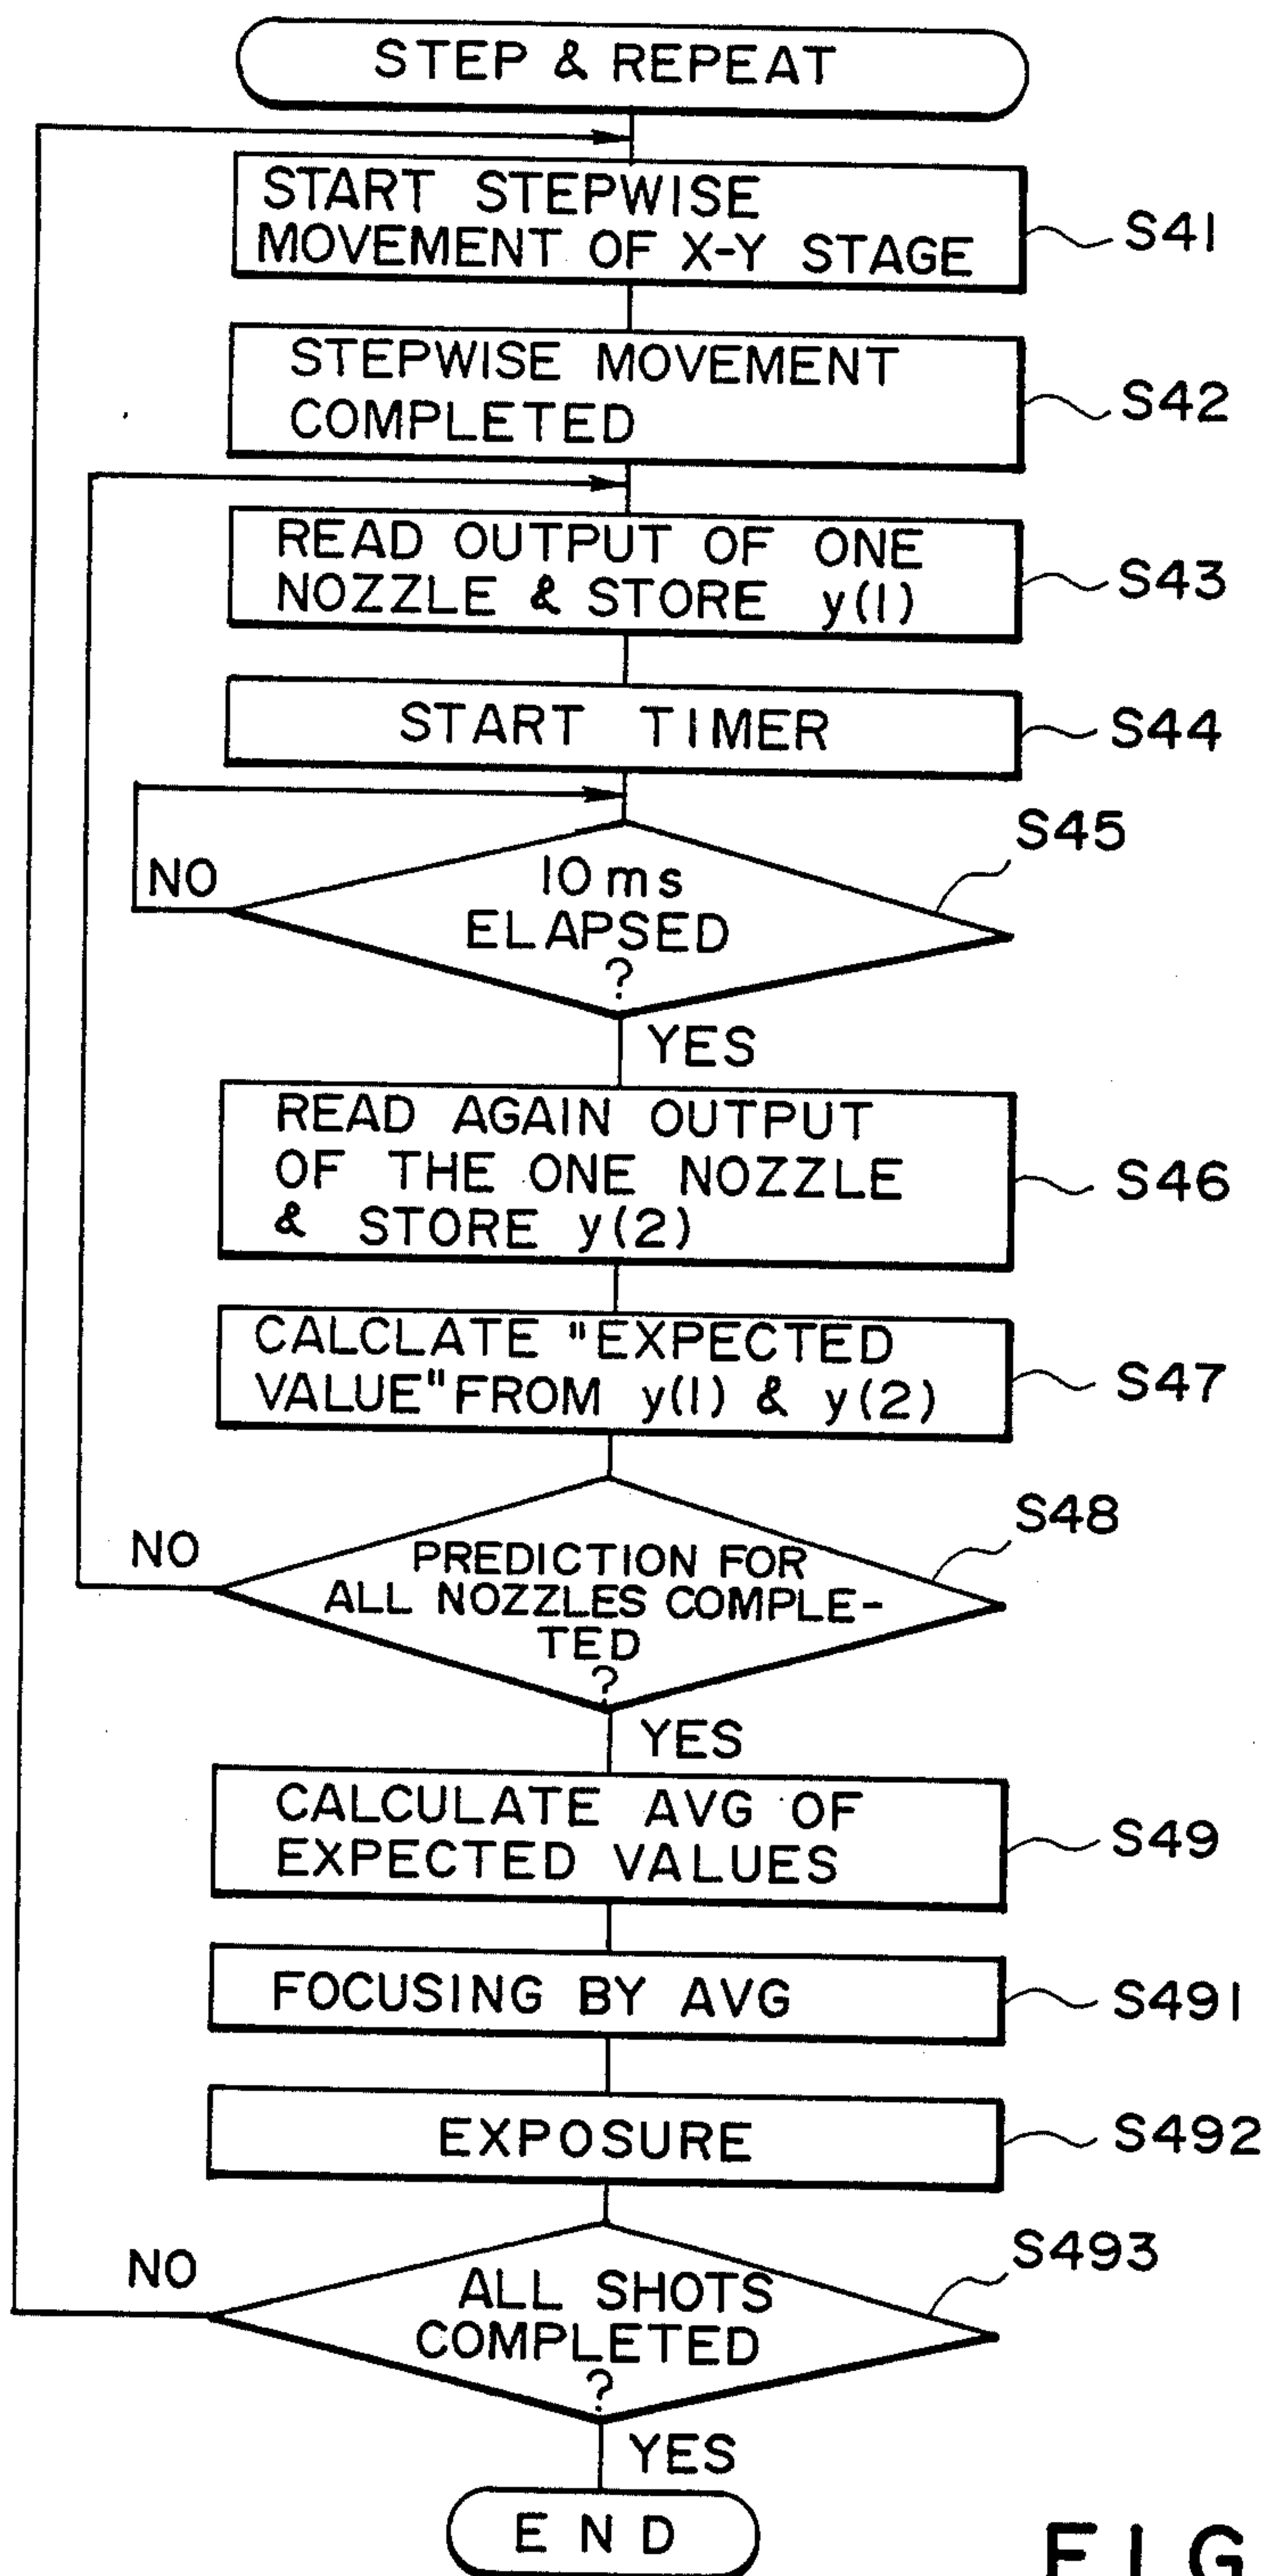 STEP & REPEAT
START STEPWISE
MOVEMENT OF X-Y STAGE
S41
STEPWISE MOVEMENT
COMPLETED
S42
READ OUTPUT OF ONE
NOZZLE & STORE y(1)
S43
START TIMER
S44
S45
NO
10ms
ELAPSED
?
YES
READ AGAIN OUTPUT
OF THE ONE NOZZLE
& STORE y(2)
S46
CALCLATE "EXPECTED
VALUE" FROM y(1) & y(2)
S47
S48
NO
PREDICTION FOR
ALL NOZZLES COMPLE-
TED
?
YES
CALCULATE AVG OF
EXPECTED VALUES
S49
FOCUSING BY AVG
S491
EXPOSURE
S492
S493
NO
ALL SHOTS
COMPLETED
?
YES
END
FIG